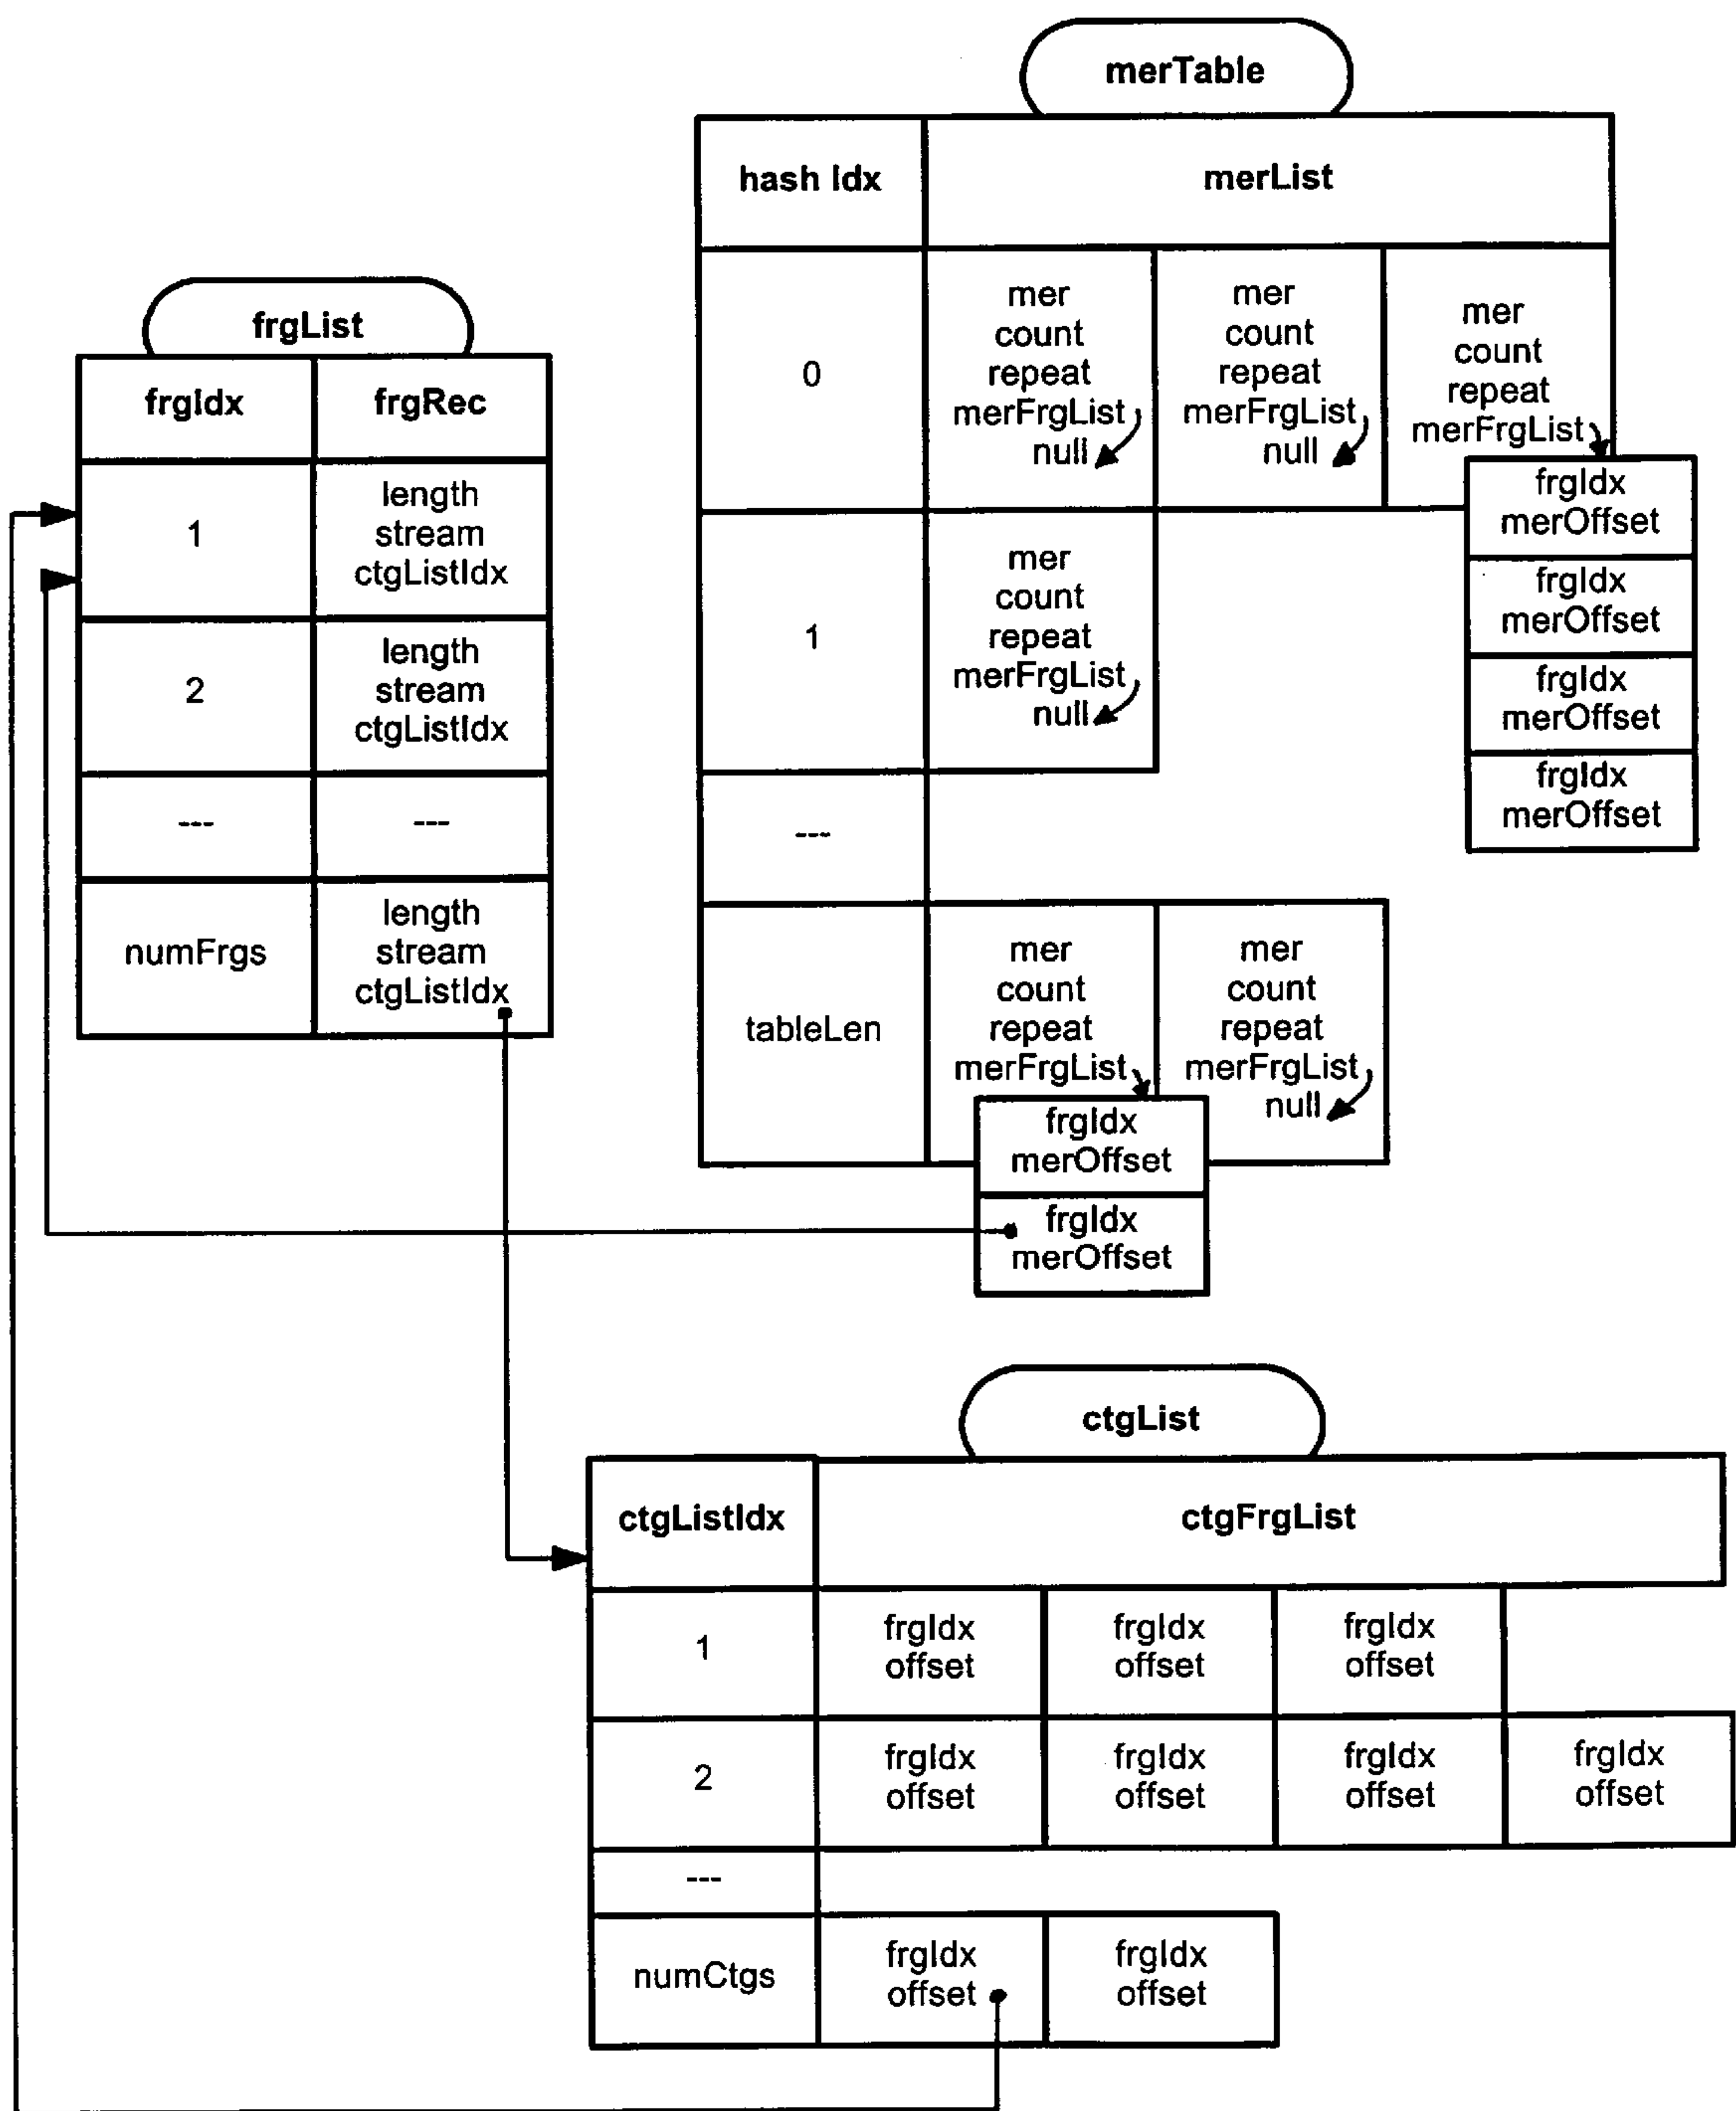 merTable
hash Idx
merList
0
mer
count
repeat
merFrgList
null
mer
count
repeat
merFrgList
null
mer
count
repeat
merFrgList
frgIdx
merOffset
frgIdx
merOffset
frgIdx
merOffset
frgIdx
merOffset
1
mer
count
repeat
merFrgList
null
---
tableLen
mer
count
repeat
merFrgList
frgIdx
merOffset
frgIdx
merOffset
mer
count
repeat
merFrgList
null
frgList
frgIdx
frgRec
1
length
stream
ctgListIdx
2
length
stream
ctgListIdx
---
---
numFrgs
length
stream
ctgListIdx
ctgList
ctgListIdx
ctgFrgList
1
frgIdx
offset
frgIdx
offset
frgIdx
offset
2
frgIdx
offset
frgIdx
offset
frgIdx
offset
frgIdx
offset
---
numCtgs
frgIdx
offset
frgIdx
offset